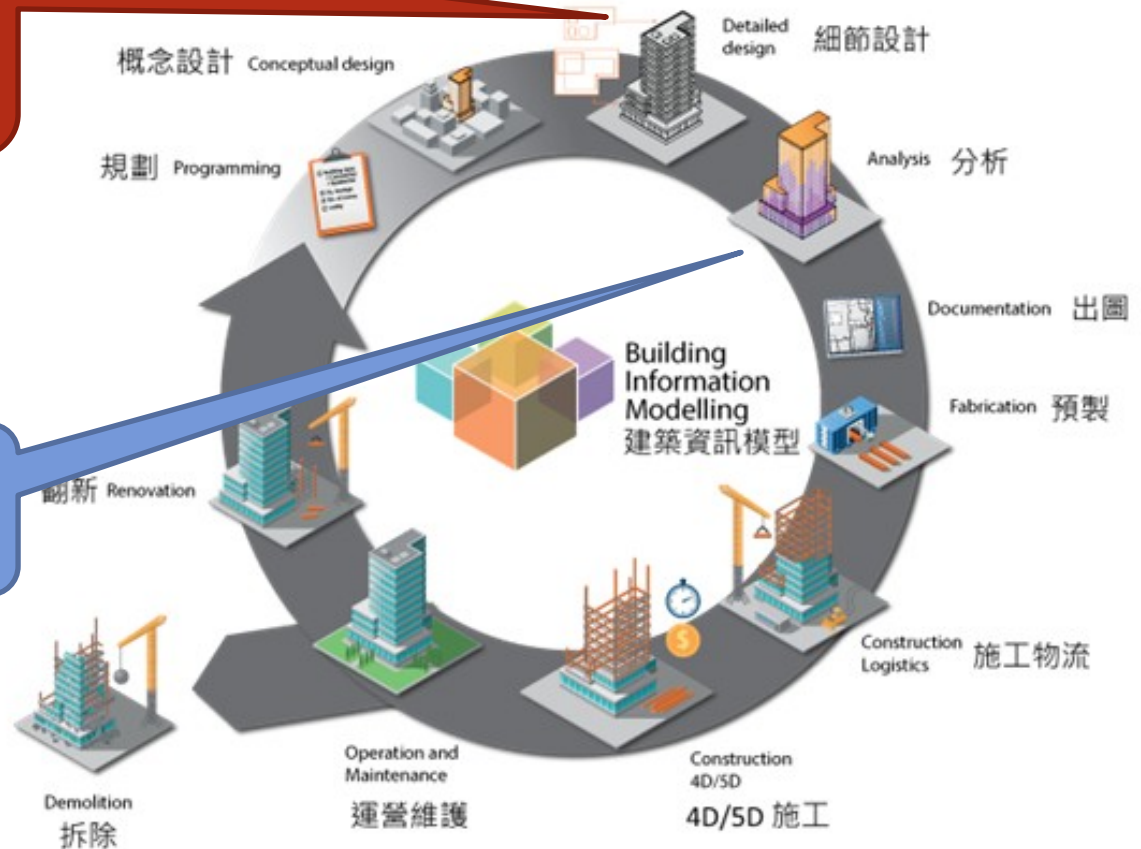 概念設計 Conceptual design
Detailed
design
細節設計
規劃 Programming
Analysis 分析
Documentation 出圖
Building
Information
Modelling
建築資訊模型
Fabrication 預製
翻新 Renovation
Construction
Logistics
施工物流
Operation and
Maintenance
運營維護
Construction
4D/5D
4D/5D 施工
Demolition
拆除
$